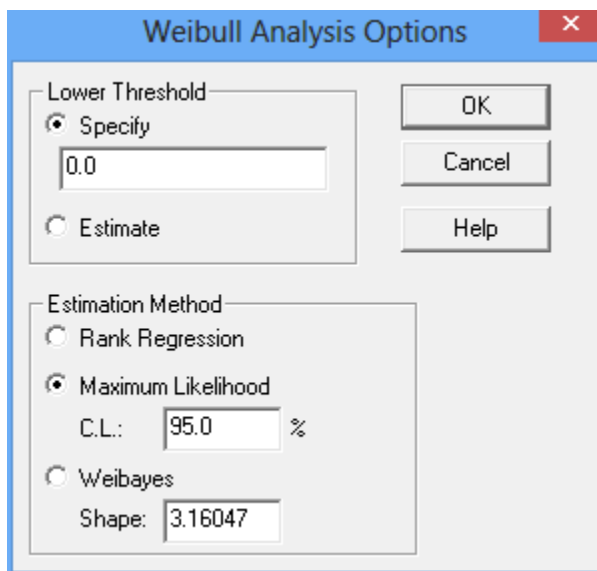 Weibull Analysis Options
Lower Threshold
Specify
0.0
Estimate
OK
Cancel
Help
Estimation Method
Rank Regression
Maximum Likelihood
C.L.: 95.0 %
Weibayes
Shape: 3.16047